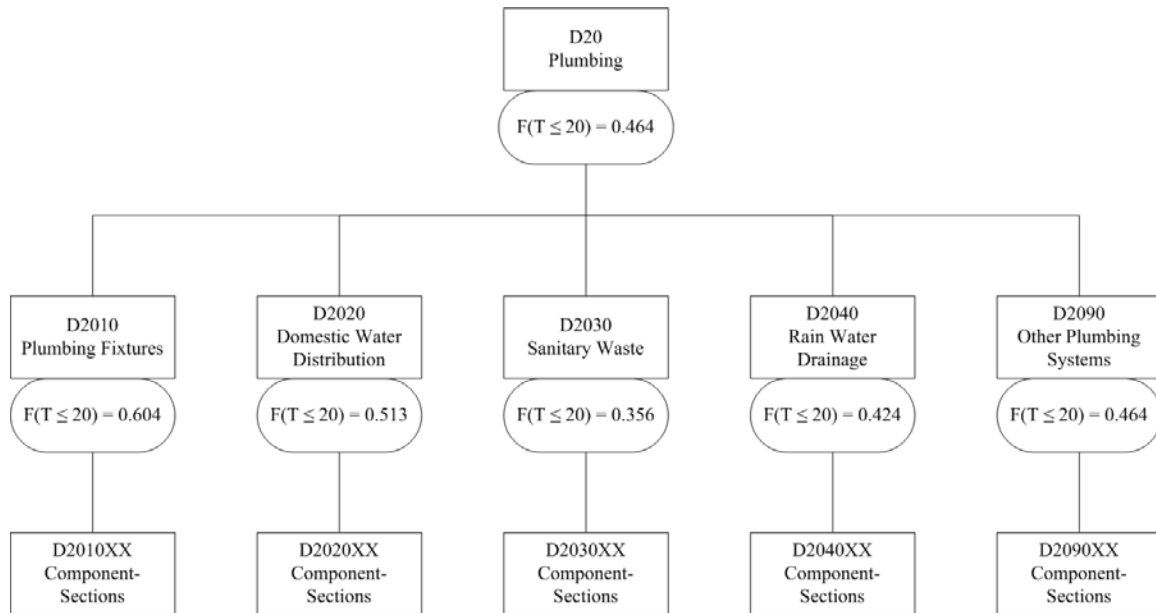 D20
Plumbing
F(T ≤ 20) = 0.464
D2010
Plumbing Fixtures
F(T ≤ 20) = 0.604
D2010XX
Component-
Sections
D2020
Domestic Water
Distribution
F(T ≤ 20) = 0.513
D2020XX
Component-
Sections
D2030
Sanitary Waste
F(T ≤ 20) = 0.356
D2030XX
Component-
Sections
D2040
Rain Water
Drainage
F(T ≤ 20) = 0.424
D2040XX
Component-
Sections
D2090
Other Plumbing
Systems
F(T ≤ 20) = 0.464
D2090XX
Component-
Sections